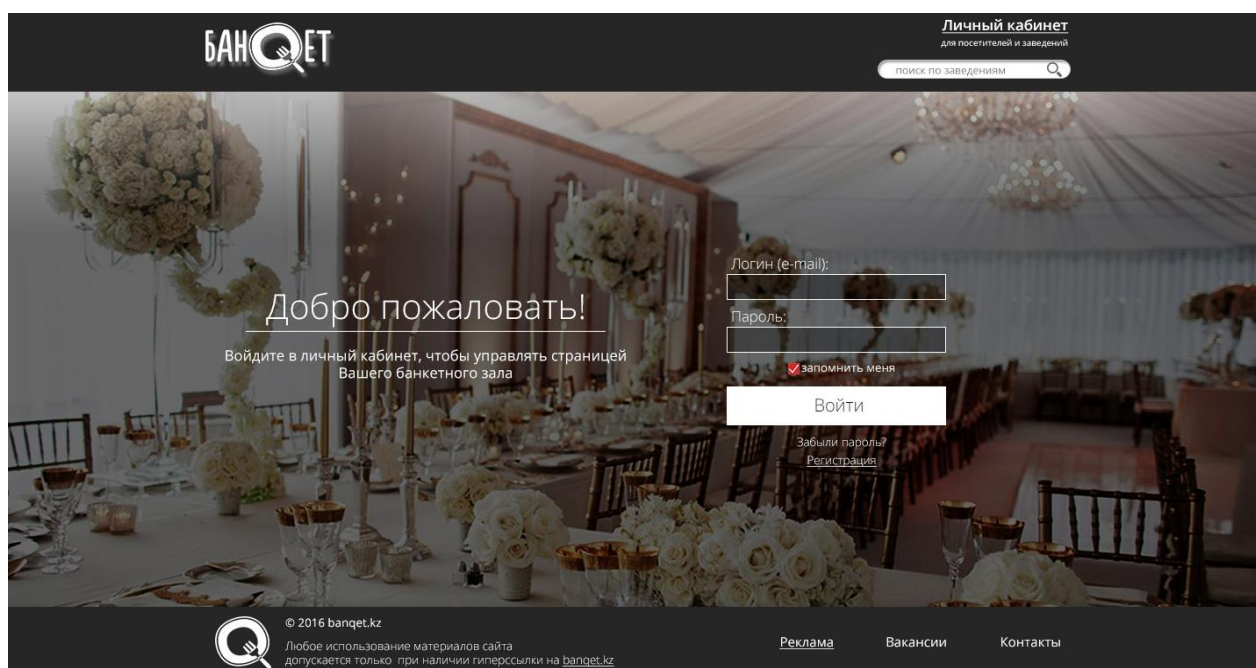 БАНQЕТ
Личный кабинет
для посетителей и заведений
поиск по заведениям
Логин (e-mail):
Добро пожаловать!
Пароль:
Войдите в личный кабинет, чтобы управлять страницей
Вашего банкетного зала
запомнить меня
Войти
Забыли пароль?
Регистрация
© 2016 banqet.kz
Любое использование материалов сайта
допускается только при наличии гиперссылки на banqet.kz
Реклама
Вакансии
Контакты